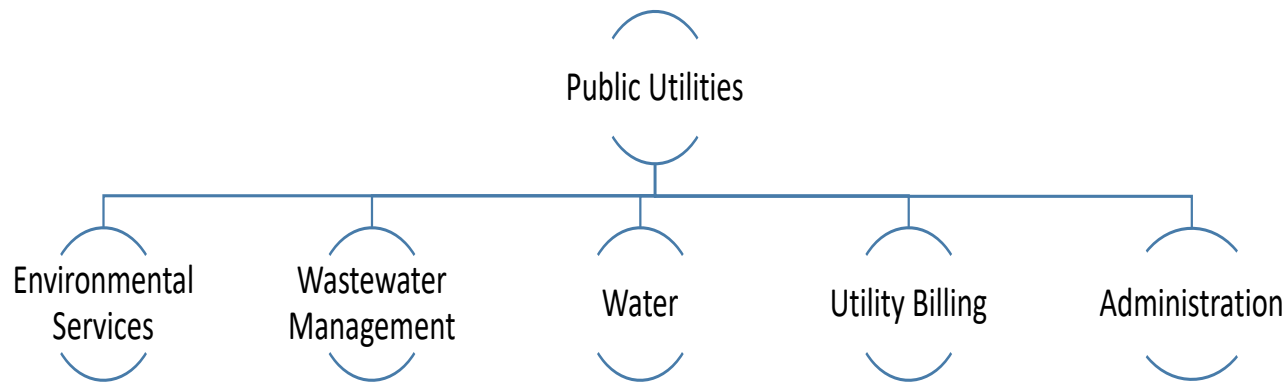 Public Utilities
Environmental
Services
Wastewater
Management
Water
Utility Billing
Administration